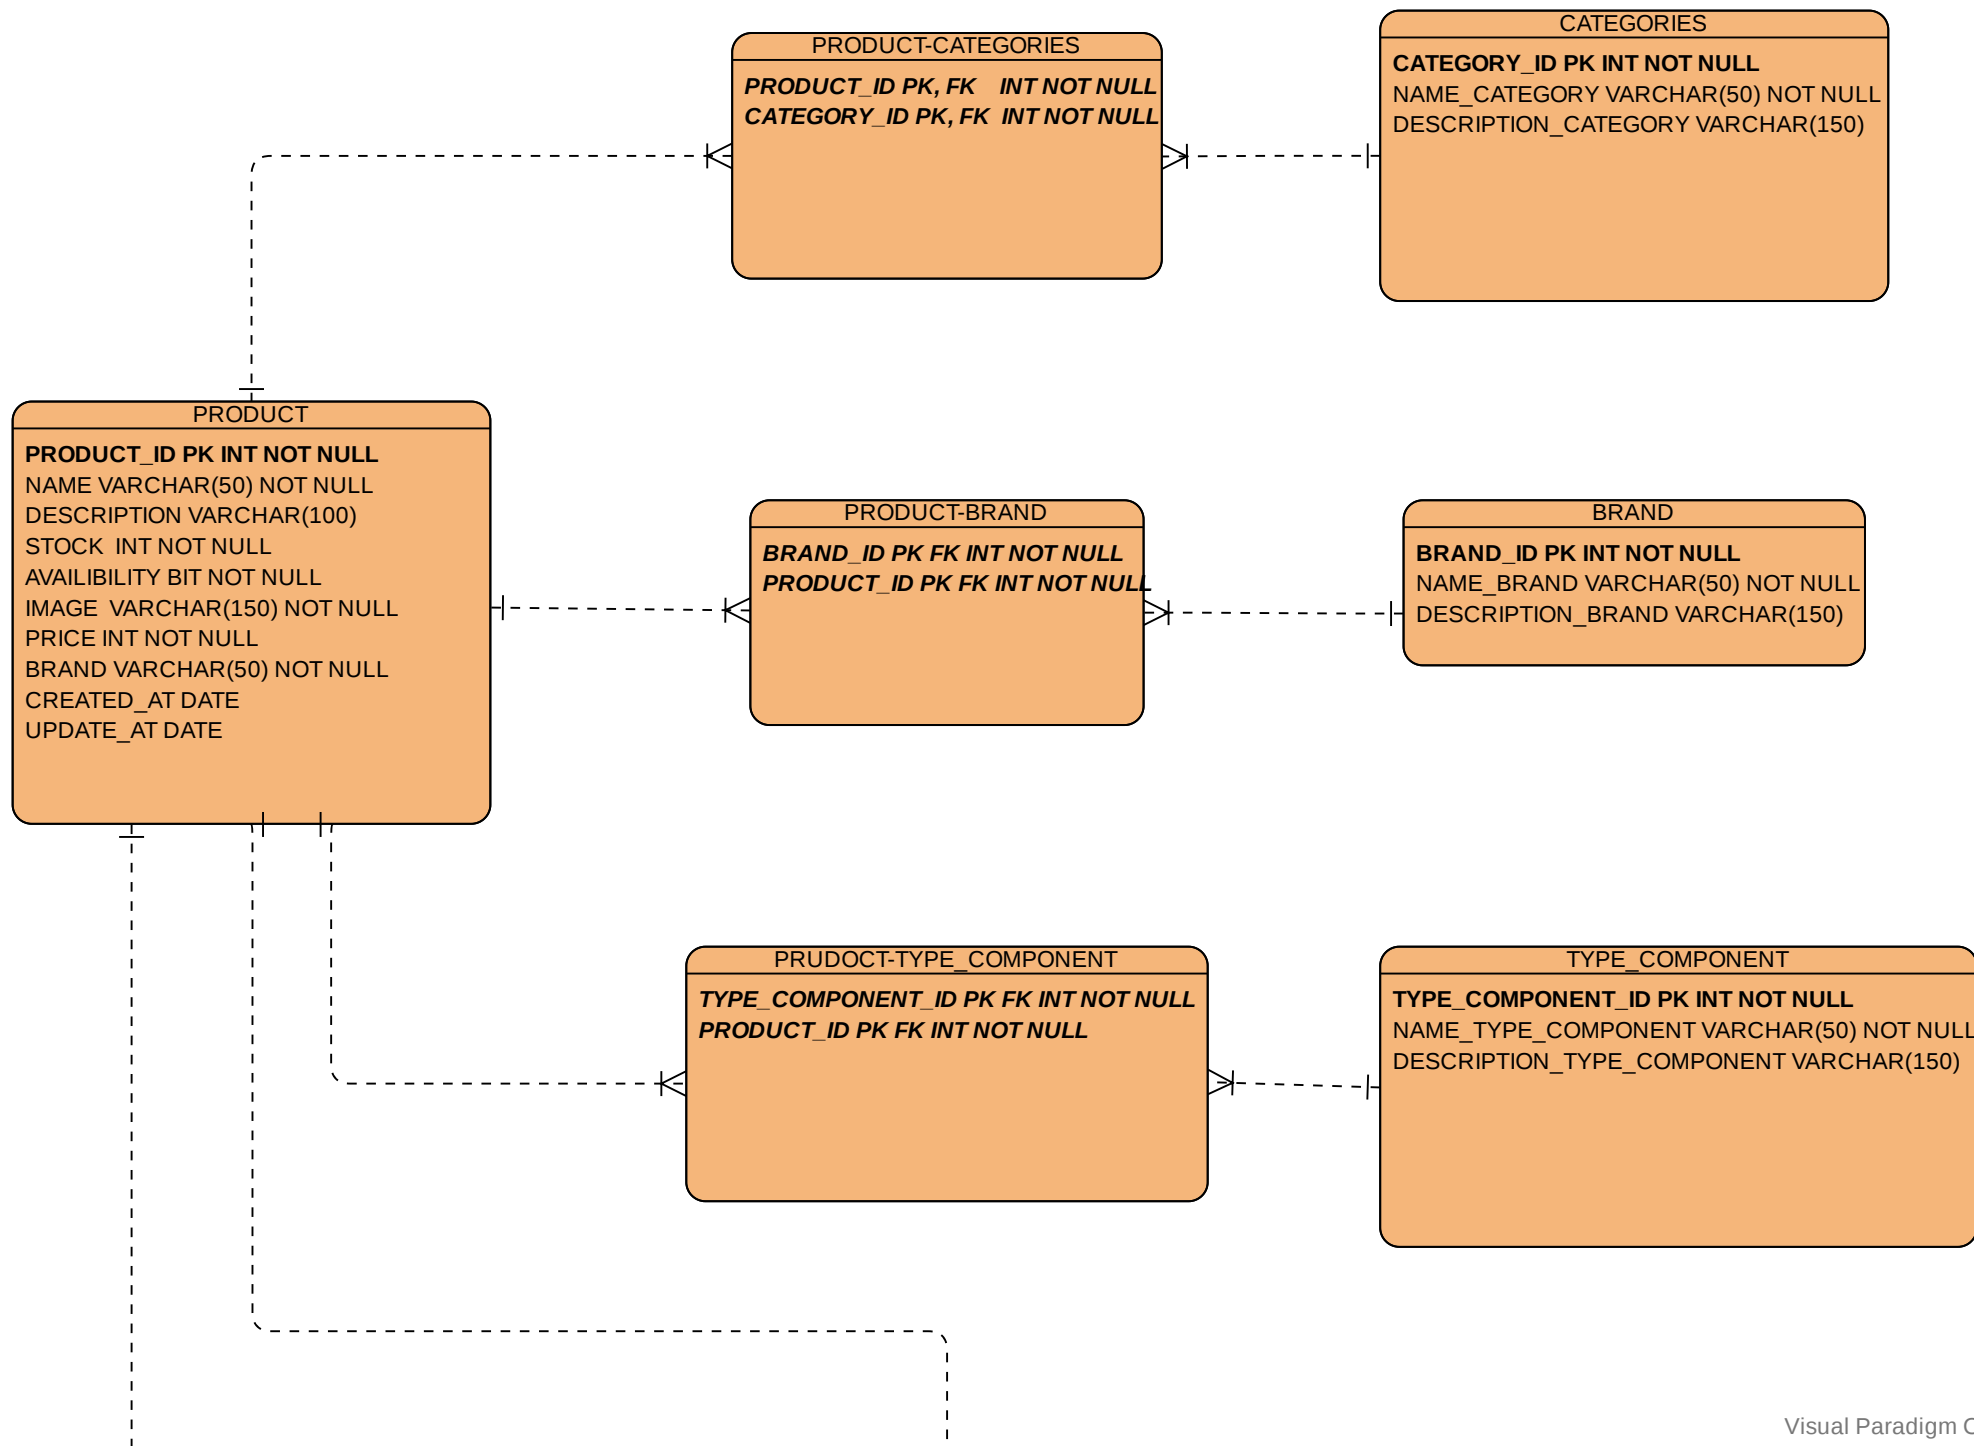 PRODUCT-CATEGORIES
PRODUCT_ID PK, FK    INT NOT NULL
CATEGORY_ID PK, FK  INT NOT NULL
CATEGORIES
CATEGORY_ID PK INT NOT NULL
NAME_CATEGORY VARCHAR(50) NOT NULL
DESCRIPTION_CATEGORY VARCHAR(150)
PRODUCT
PRODUCT_ID PK INT NOT NULL
NAME VARCHAR(50) NOT NULL
DESCRIPTION VARCHAR(100)
STOCK  INT NOT NULL
AVAILIBILITY BIT NOT NULL
IMAGE  VARCHAR(150) NOT NULL
PRICE INT NOT NULL
BRAND VARCHAR(50) NOT NULL
CREATED_AT DATE
UPDATE_AT DATE
PRODUCT-BRAND
BRAND_ID PK FK INT NOT NULL
PRODUCT_ID PK FK INT NOT NULL
BRAND
BRAND_ID PK INT NOT NULL
NAME_BRAND VARCHAR(50) NOT NULL
DESCRIPTION_BRAND VARCHAR(150)
PRUDOCT-TYPE_COMPONENT
TYPE_COMPONENT_ID PK FK INT NOT NULL
PRODUCT_ID PK FK INT NOT NULL
TYPE_COMPONENT
TYPE_COMPONENT_ID PK INT NOT NULL
NAME_TYPE_COMPONENT VARCHAR(50) NOT NULL
DESCRIPTION_TYPE_COMPONENT VARCHAR(150)
Visual Paradigm